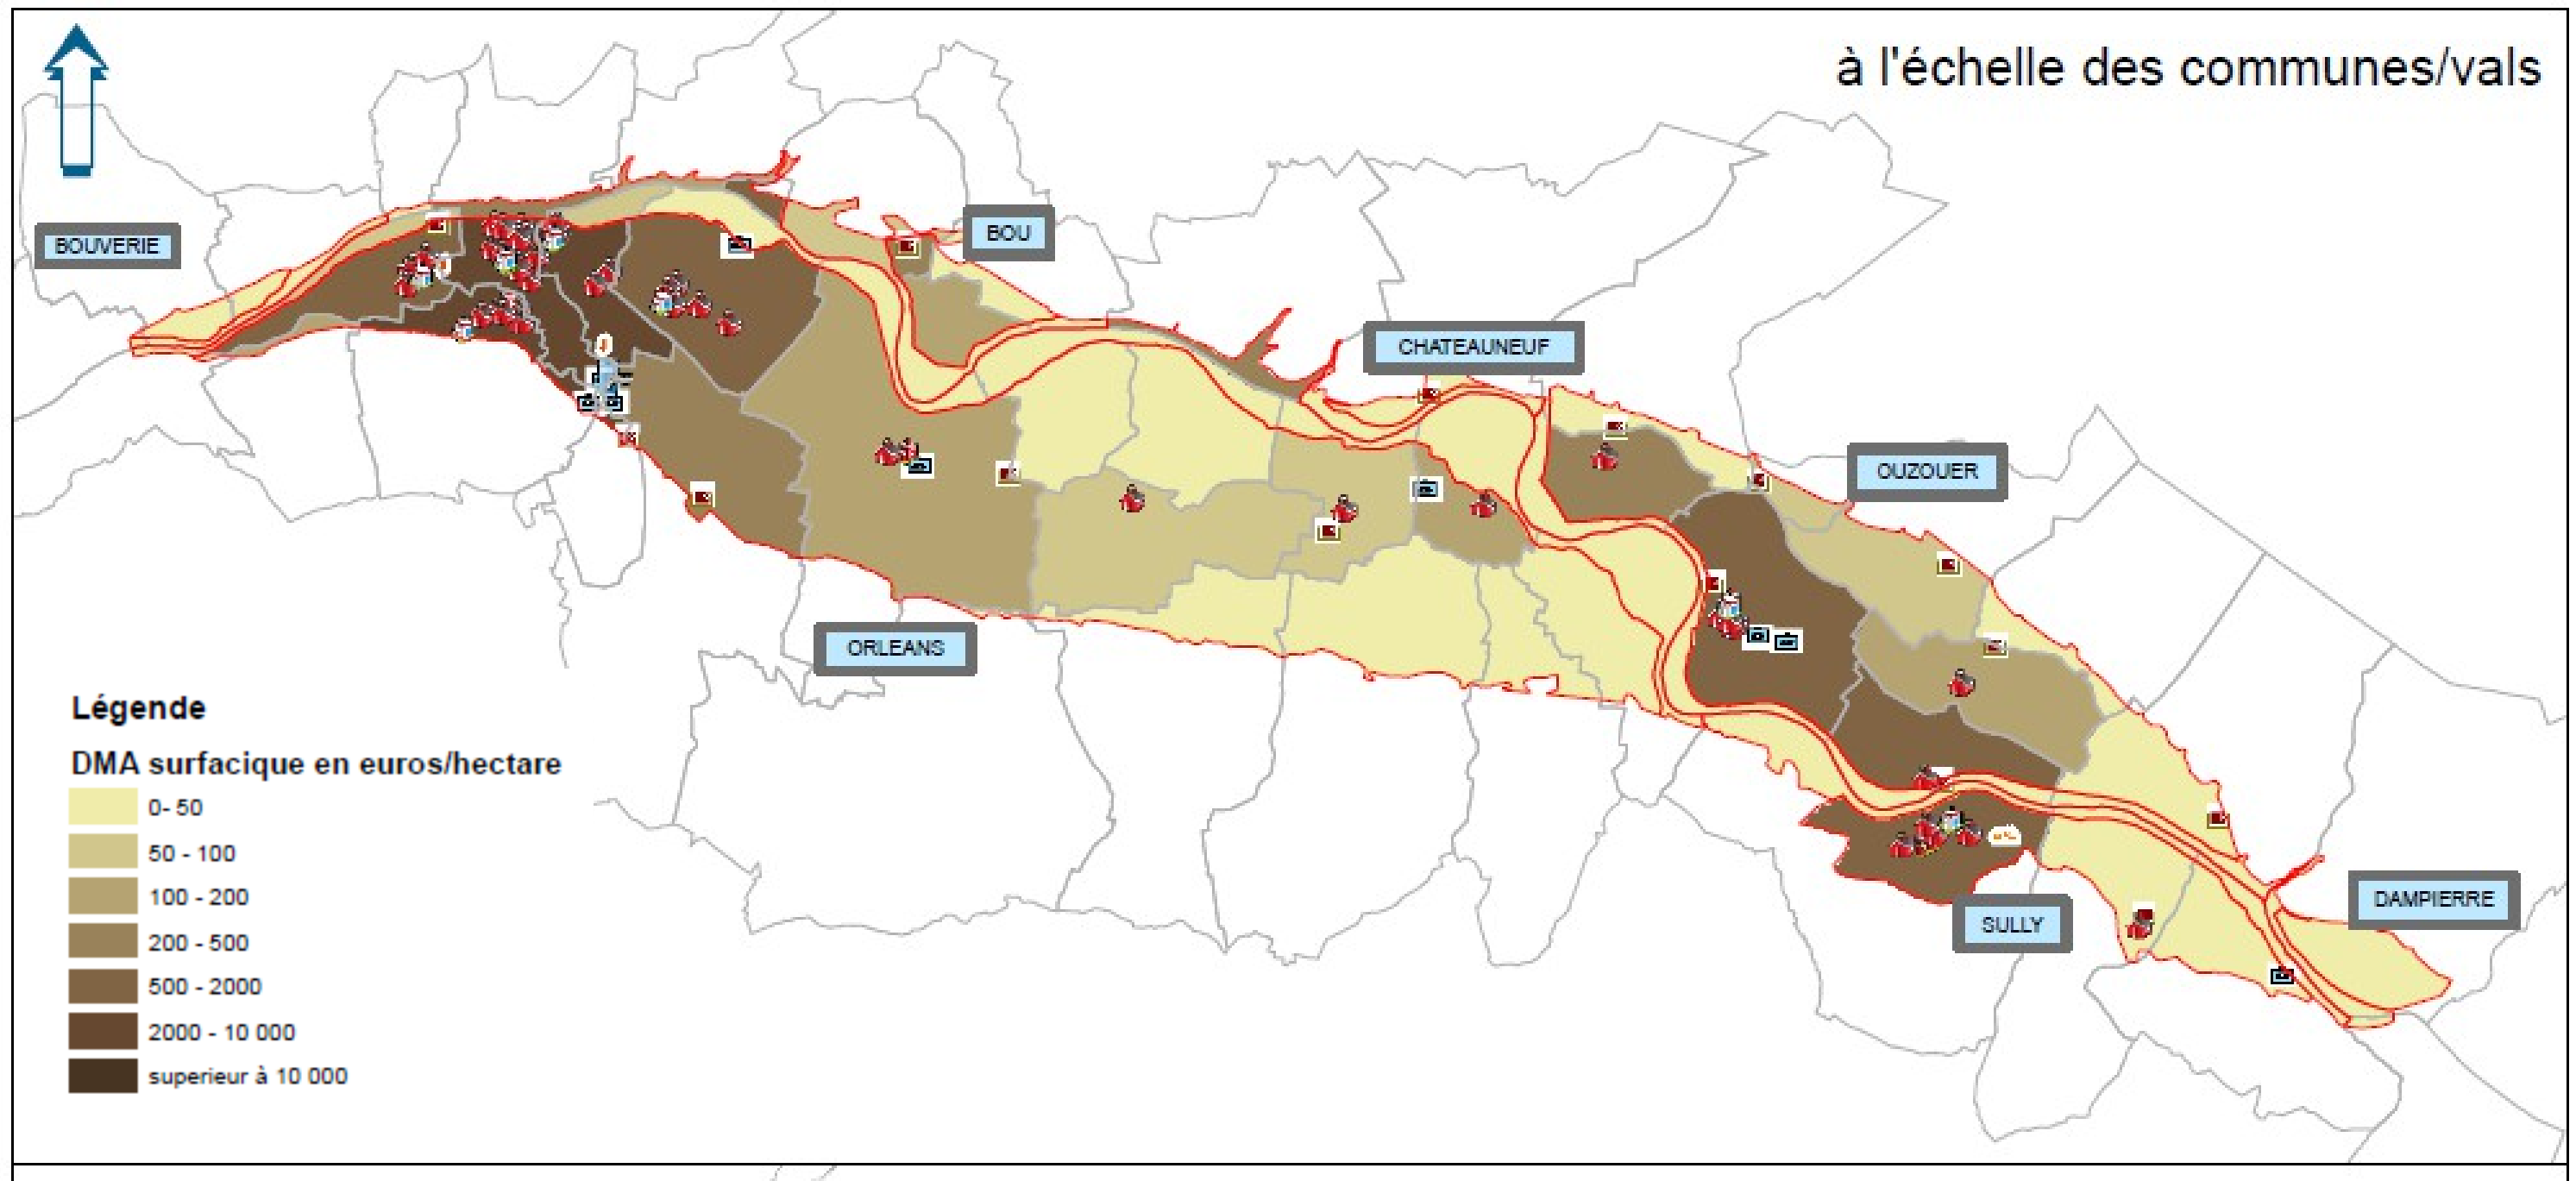 à l'échelle des communes/vals
BOUVERIE
BOU
CHATEAUNEUF
OUZOUER
ORLEANS
DAMPIERRE
SULLY
Légende
DMA surfacique en euros/hectare
0- 50
50 - 100
100 - 200
200 - 500
500 - 2000
2000 - 10 000
superieur à 10 000